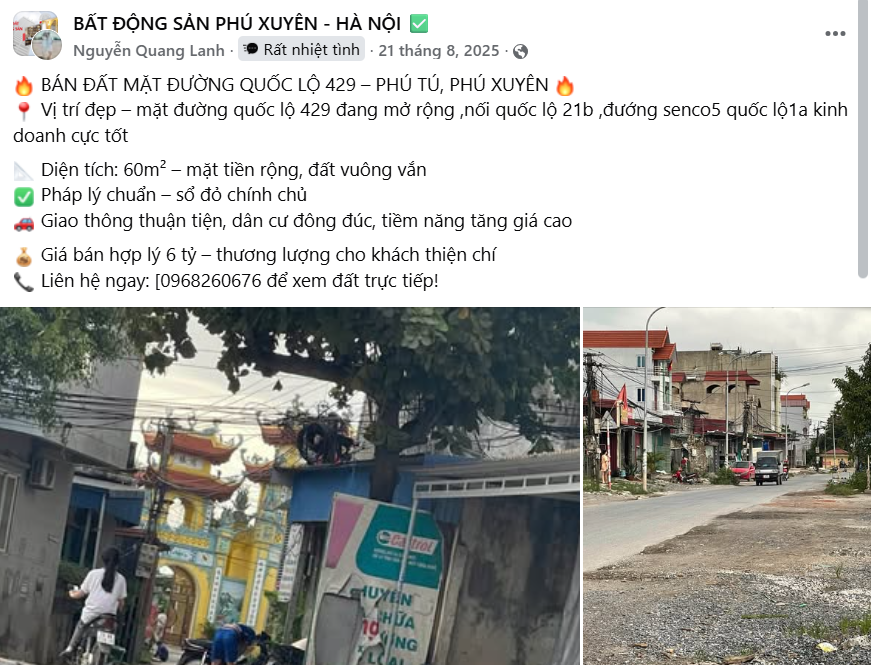 BẤT ĐỘNG SẢN PHÚ XUYÊN - HÀ NỘI ✅
Nguyễn Quang Lanh · Rất nhiệt tình · 21 tháng 8, 2025 ·
🔥 BÁN ĐẤT MẶT ĐƯỜNG QUỐC LỘ 429 – PHÚ TÚ, PHÚ XUYÊN 🔥
📍 Vị trí đẹp – mặt đường quốc lộ 429 đang mở rộng ,nối quốc lộ 21b ,đướng senco5 quốc lộ1a kinh
doanh cực tốt
📐 Diện tích: 60m² – mặt tiền rộng, đất vuông vắn
✅ Pháp lý chuẩn – sổ đỏ chính chủ
🚗 Giao thông thuận tiện, dân cư đông đúc, tiềm năng tăng giá cao
💰 Giá bán hợp lý 6 tỷ – thương lượng cho khách thiện chí
📞 Liên hệ ngay: [0968260676 để xem đất trực tiếp!
Castrol
HUYÊN
CHỮA
LOẠI